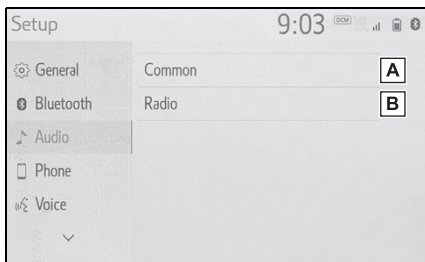 Setup 9:03 DCM
General
Common A
Bluetooth
Radio B
Audio
Phone
Voice